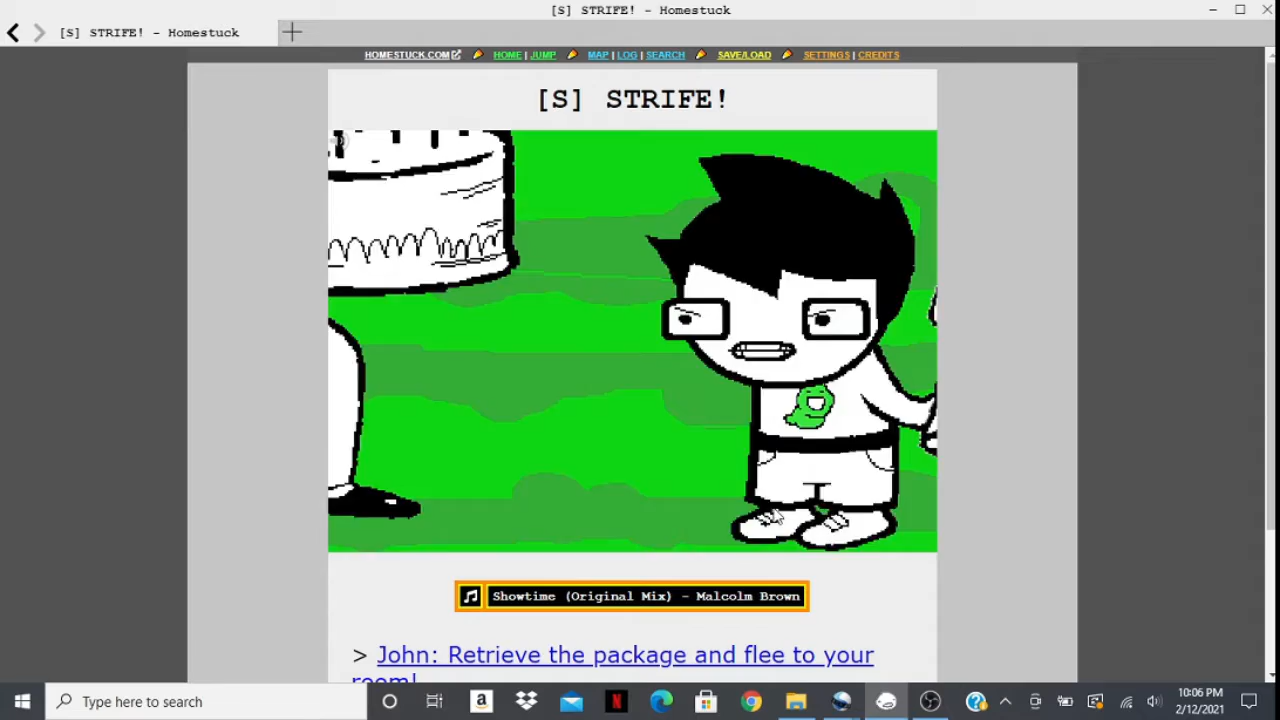 [S] STRIFE! - Homestuck
[S] STRIFE! - Homestuck
HOMESTUCK.COM HOME | JUMP MAP | LOG | SEARCH SAVE/LOAD SETTINGS | CREDITS
[S] STRIFE!
Showtime (Original Mix) - Malcolm Brown
> John: Retrieve the package and flee to your
room!
Type here to search
10:06 PM
2/12/2021